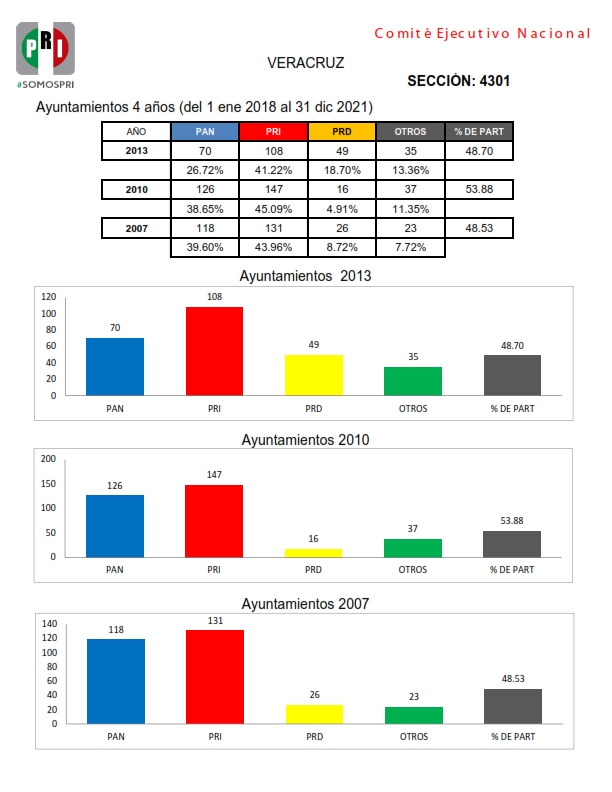 Comité Ejecutivo Nacional
PRI
#SOMOSPRI
VERACRUZ
SECCIÓN: 4301
Ayuntamientos 4 años (del 1 ene 2018 al 31 dic 2021)
AÑO PAN PRI PRD OTROS % DE PART
2013 70 108 49 35 48.70
26.72% 41.22% 18.70% 13.36%
2010 126 147 16 37 53.88
38.65% 45.09% 4.91% 11.35%
2007 118 131 26 23 48.53
39.60% 43.96% 8.72% 7.72%
Ayuntamientos 2013
120
100
80
60
40
20
0
70 108 49 35 48.70
PAN PRI PRD OTROS % DE PART
Ayuntamientos 2010
200
150
100
50
0
126 147 16 37 53.88
PAN PRI PRD OTROS % DE PART
Ayuntamientos 2007
140
120
100
80
60
40
20
0
118 131 26 23 48.53
PAN PRI PRD OTROS % DE PART